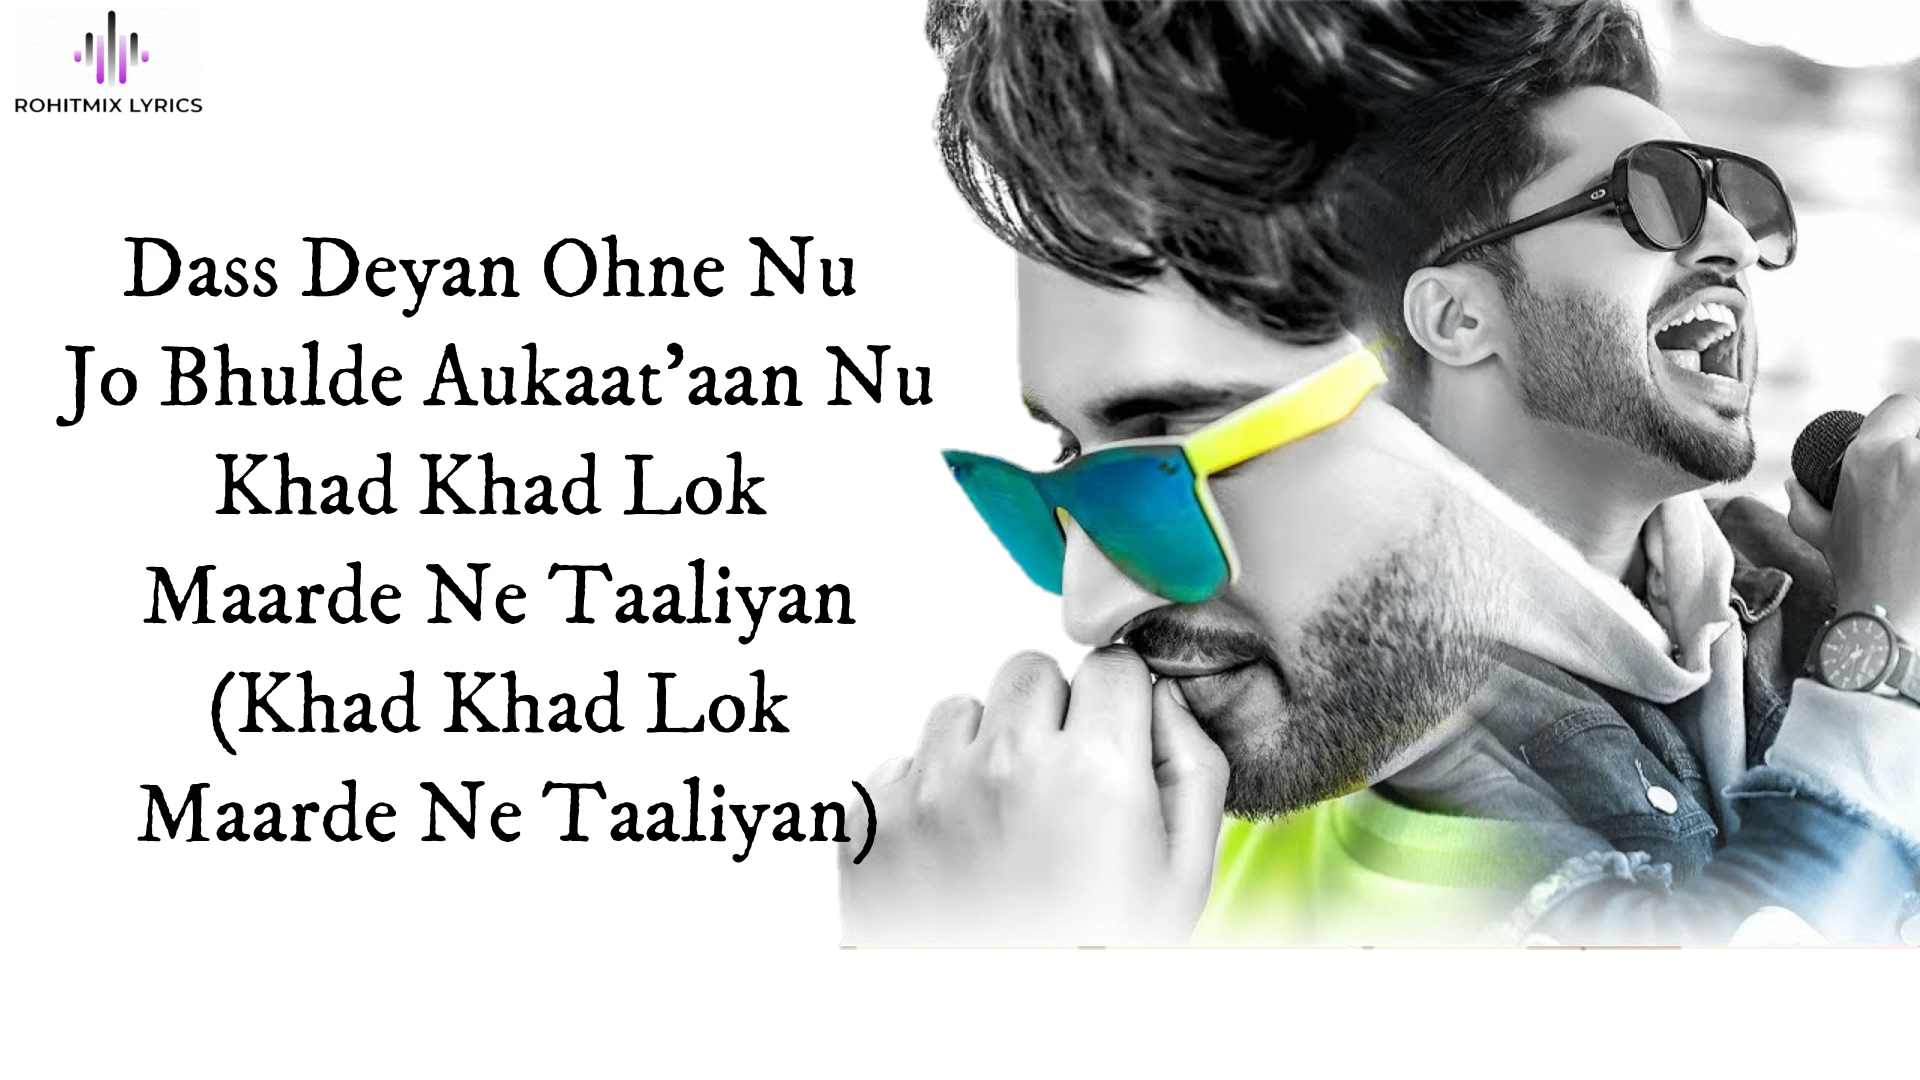 ROHITMIX LYRICS
Dass Deyan Ohne Nu
Jo Bhulde Aukaat’aan Nu
Khad Khad Lok
Maarde Ne Taaliyan
(Khad Khad Lok
Maarde Ne Taaliyan)